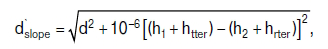 d'slope = √d² + 10⁻⁶ [(h₁ + htter) – (h₂ + hrter)]²,